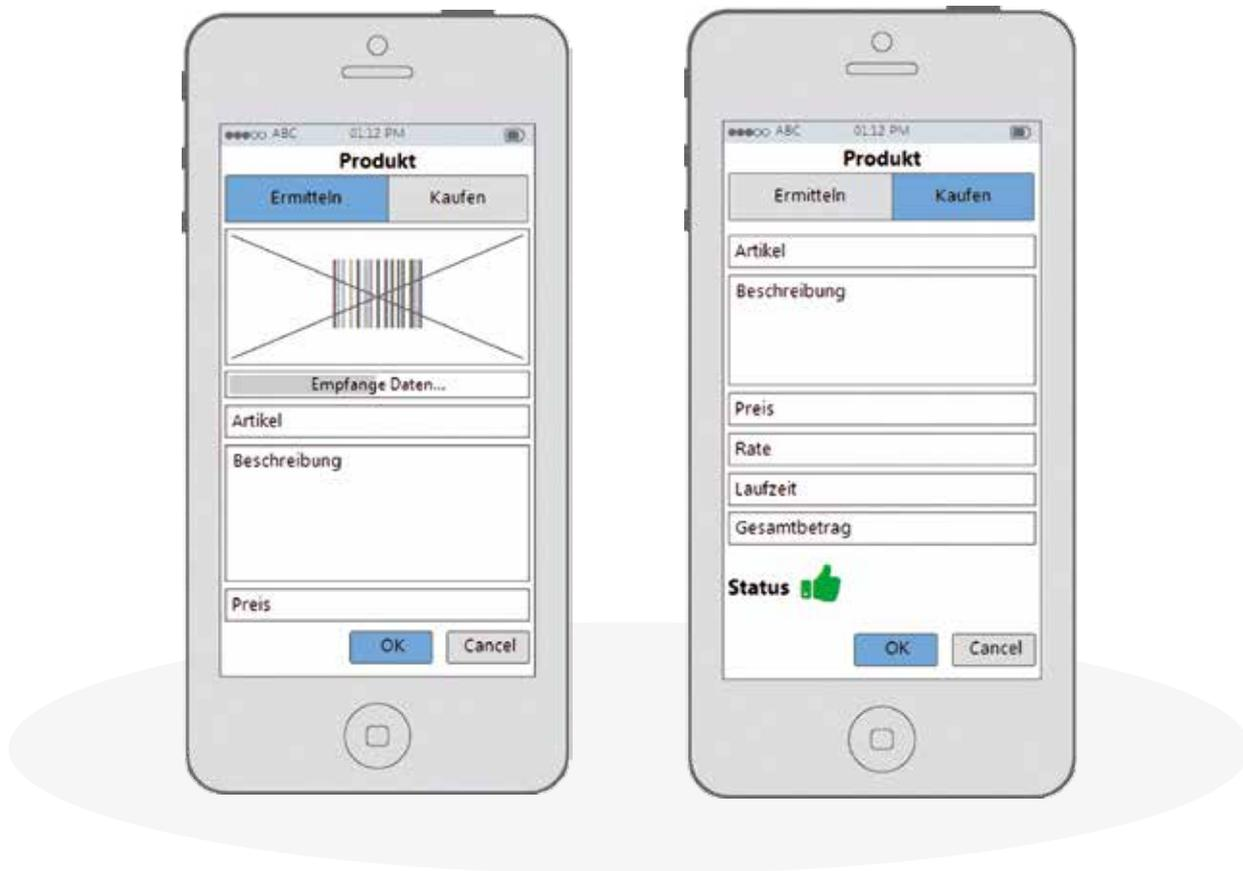 ABC 01:12 PM
Produkt
Ermitteln Kaufen
Empfange Daten...
Artikel
Beschreibung
Preis
OK Cancel
ABC 01:12 PM
Produkt
Ermitteln Kaufen
Artikel
Beschreibung
Preis
Rate
Laufzeit
Gesamtbetrag
Status
OK Cancel